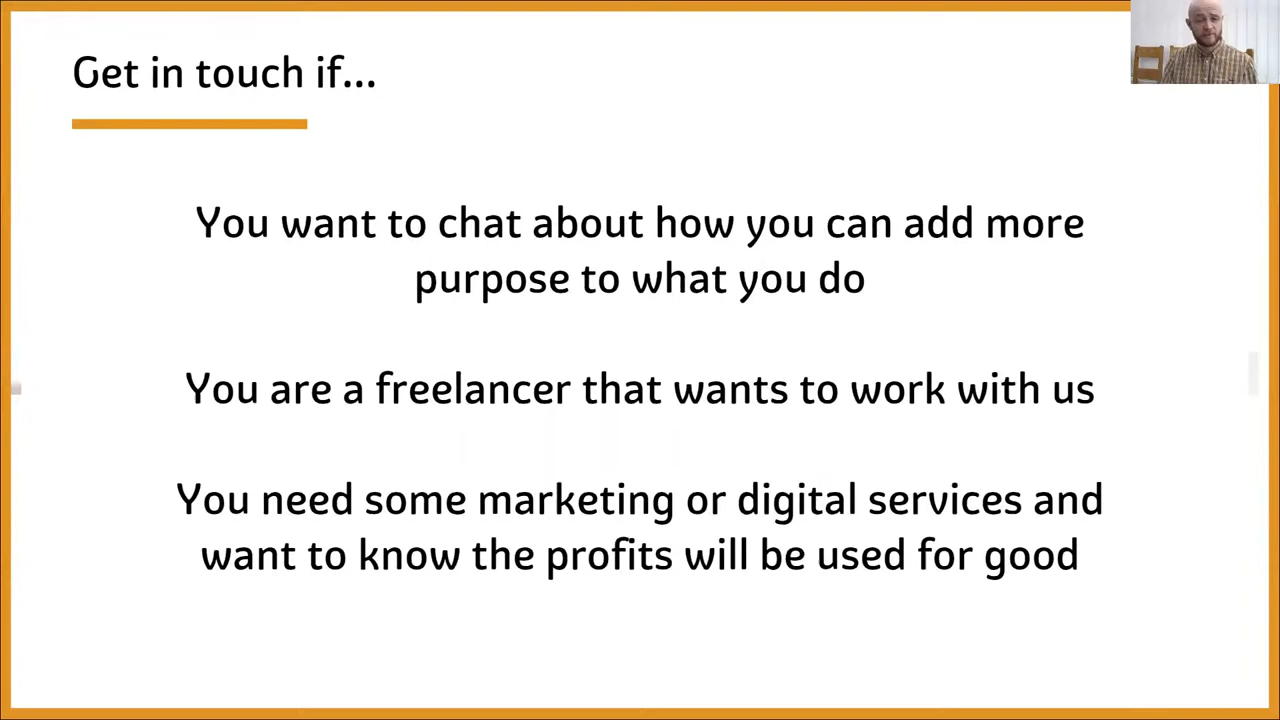 Get in touch if...
You want to chat about how you can add more
purpose to what you do
You are a freelancer that wants to work with us
You need some marketing or digital services and
want to know the profits will be used for good